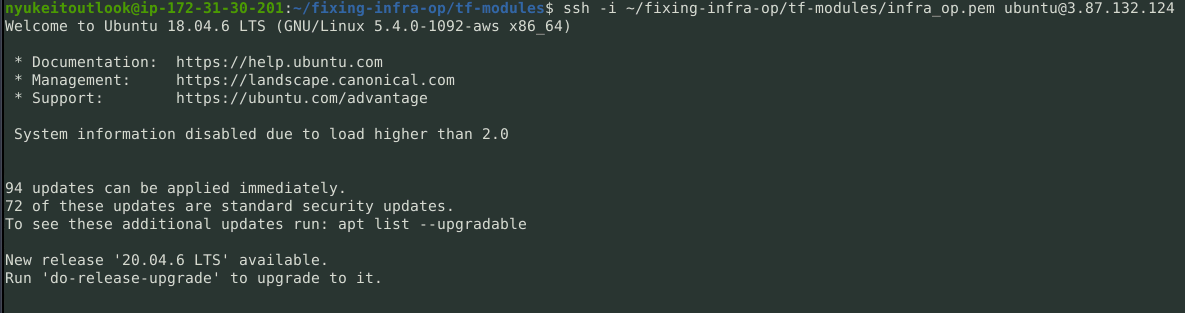 nyukeitoutlook@ip-172-31-30-201:~/fixing-infra-op/tf-modules$ ssh -i ~/fixing-infra-op/tf-modules/infra_op.pem ubuntu@3.87.132.124
Welcome to Ubuntu 18.04.6 LTS (GNU/Linux 5.4.0-1092-aws x86_64)
* Documentation:  https://help.ubuntu.com
* Management:     https://landscape.canonical.com
* Support:        https://ubuntu.com/advantage
System information disabled due to load higher than 2.0
94 updates can be applied immediately.
72 of these updates are standard security updates.
To see these additional updates run: apt list --upgradable
New release '20.04.6 LTS' available.
Run 'do-release-upgrade' to upgrade to it.